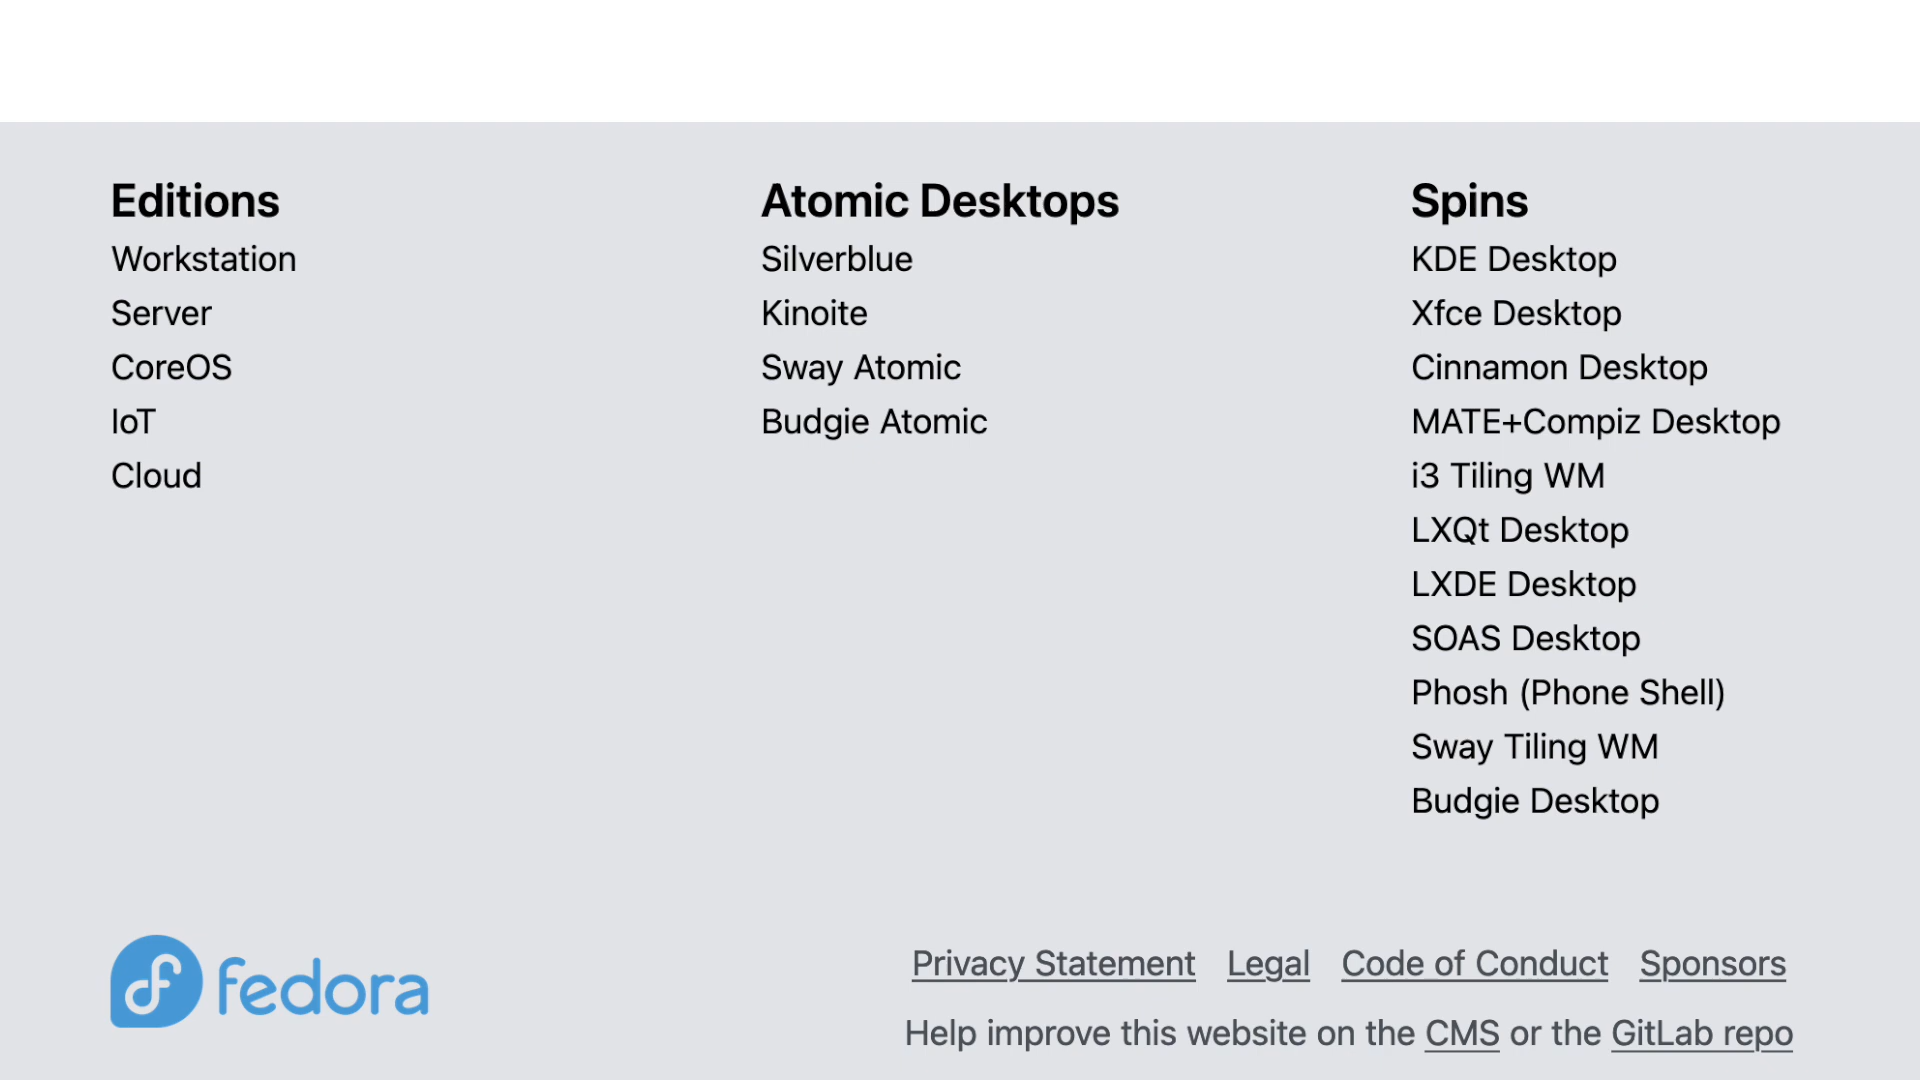 Editions
Workstation
Server
CoreOS
IoT
Cloud
Atomic Desktops
Silverblue
Kinoite
Sway Atomic
Budgie Atomic
Spins
KDE Desktop
Xfce Desktop
Cinnamon Desktop
MATE+Compiz Desktop
i3 Tiling WM
LXQt Desktop
LXDE Desktop
SOAS Desktop
Phosh (Phone Shell)
Sway Tiling WM
Budgie Desktop
fedora
Privacy Statement Legal Code of Conduct Sponsors
Help improve this website on the CMS or the GitLab repo